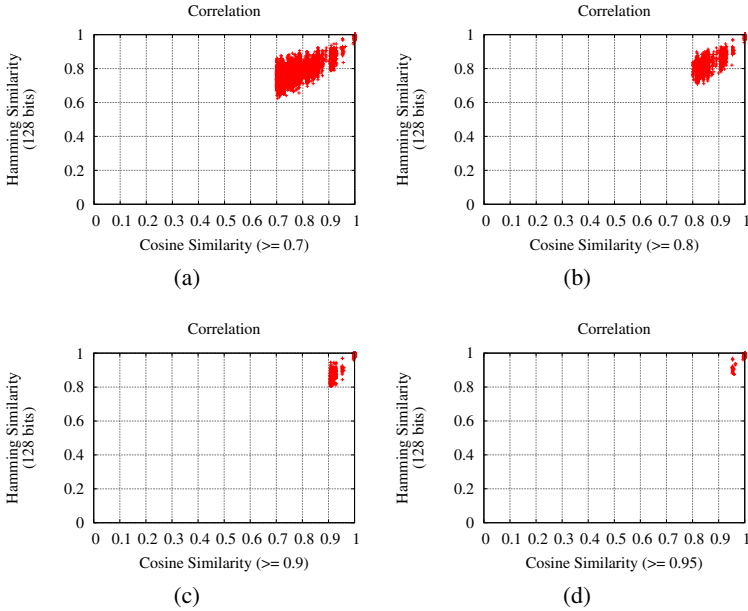 Correlation
1
0.8
0.6
0.4
0.2
0
Hamming Similarity
(128 bits)
0 0.1 0.2 0.3 0.4 0.5 0.6 0.7 0.8 0.9 1
Cosine Similarity (>= 0.7)
(a)
Correlation
1
0.8
0.6
0.4
0.2
0
Hamming Similarity
(128 bits)
0 0.1 0.2 0.3 0.4 0.5 0.6 0.7 0.8 0.9 1
Cosine Similarity (>= 0.8)
(b)
Correlation
1
0.8
0.6
0.4
0.2
0
Hamming Similarity
(128 bits)
0 0.1 0.2 0.3 0.4 0.5 0.6 0.7 0.8 0.9 1
Cosine Similarity (>= 0.9)
(c)
Correlation
1
0.8
0.6
0.4
0.2
0
Hamming Similarity
(128 bits)
0 0.1 0.2 0.3 0.4 0.5 0.6 0.7 0.8 0.9 1
Cosine Similarity (>= 0.95)
(d)